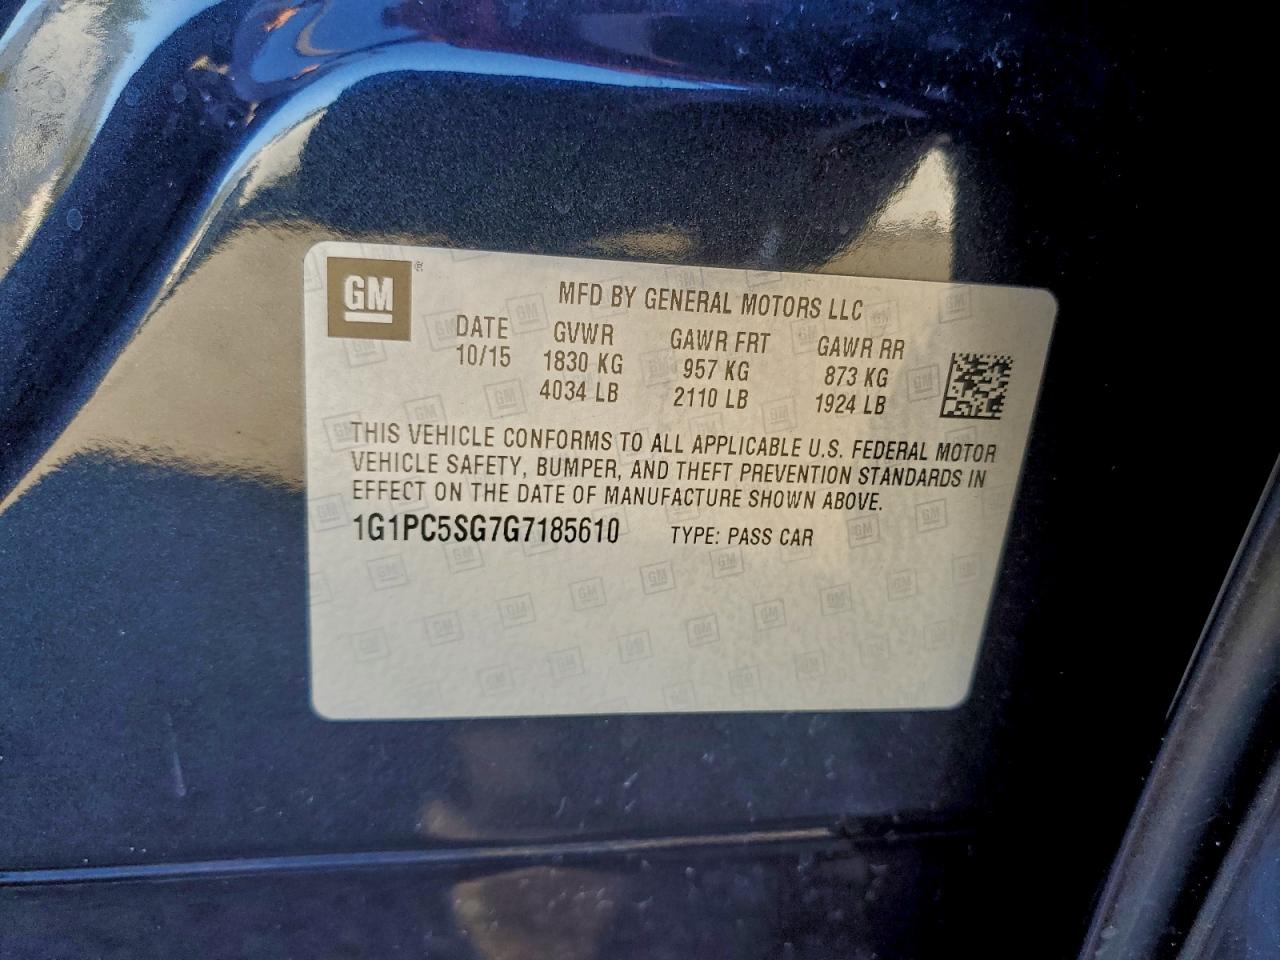 GM®
MFD BY GENERAL MOTORS LLC
DATE GVWR GAWR FRT GAWR RR
10/15 1830 KG 957 KG 873 KG
4034 LB 2110 LB 1924 LB
THIS VEHICLE CONFORMS TO ALL APPLICABLE U.S. FEDERAL MOTOR
VEHICLE SAFETY, BUMPER, AND THEFT PREVENTION STANDARDS IN
EFFECT ON THE DATE OF MANUFACTURE SHOWN ABOVE.
1G1PC5SG7G7185610 TYPE: PASS CAR